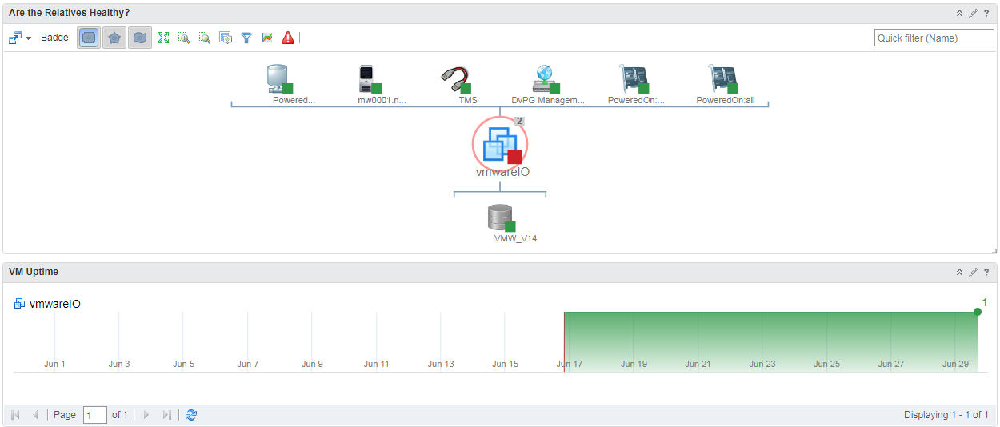 Are the Relatives Healthy?
?
Badge:
Quick filter (Name)
Powered...
mw0001.n...
TMS
DvPG Managem...
PoweredOn:...
PoweredOn:all
2
vmwareIO
VMW_V14
VM Uptime
?
vmwareIO
1
Jun 1 Jun 3 Jun 5 Jun 7 Jun 9 Jun 11 Jun 13 Jun 15 Jun 17 Jun 19 Jun 21 Jun 23 Jun 25 Jun 27 Jun 29
Page 1 of 1
Displaying 1 - 1 of 1